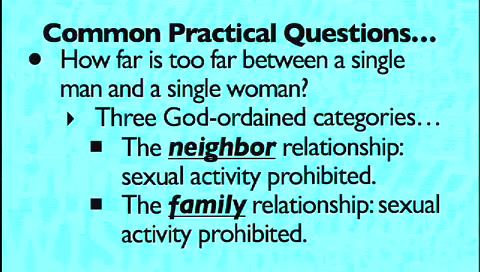 Common Practical Questions…
• How far is too far between a single
man and a single woman?
‣ Three God-ordained categories…
▪ The neighbor relationship:
sexual activity prohibited.
▪ The family relationship: sexual
activity prohibited.